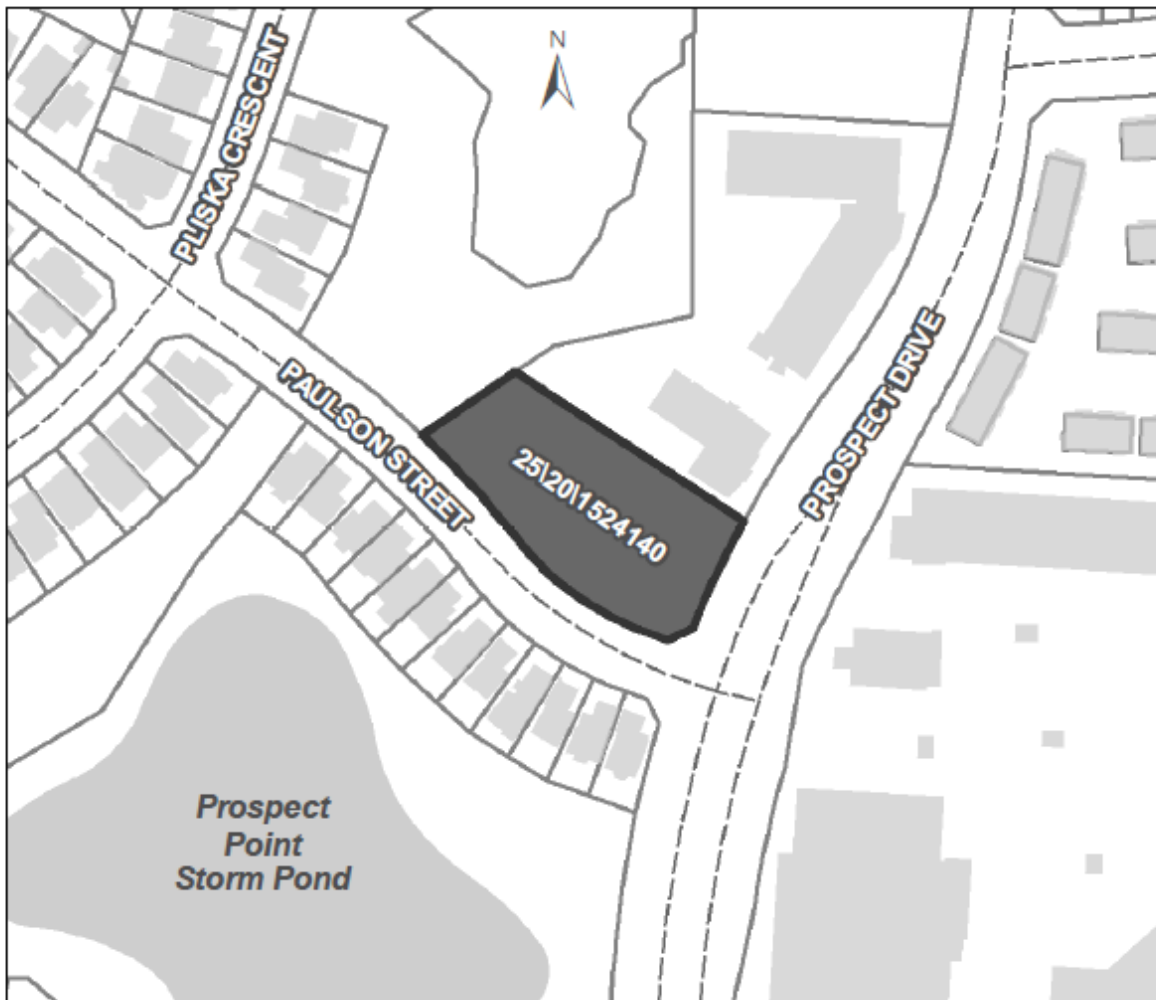 N
PLISKA CRESCENT
PAULSON STREET
PROSPECT DRIVE
25\20\1524140
Prospect
Point
Storm Pond